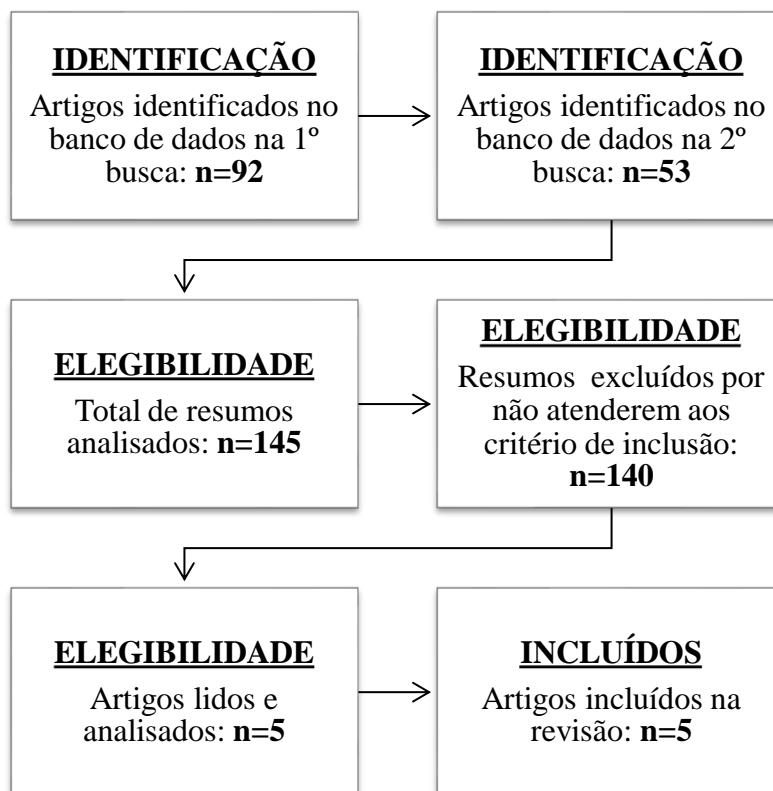 IDENTIFICAÇÃO
Artigos identificados no
banco de dados na 1º
busca: n=92
IDENTIFICAÇÃO
Artigos identificados no
banco de dados na 2º
busca: n=53
ELEGIBILIDADE
Total de resumos
analisados: n=145
ELEGIBILIDADE
Resumos excluídos por
não atenderem aos
critério de inclusão:
n=140
ELEGIBILIDADE
Artigos lidos e
analisados: n=5
INCLUÍDOS
Artigos incluídos na
revisão: n=5